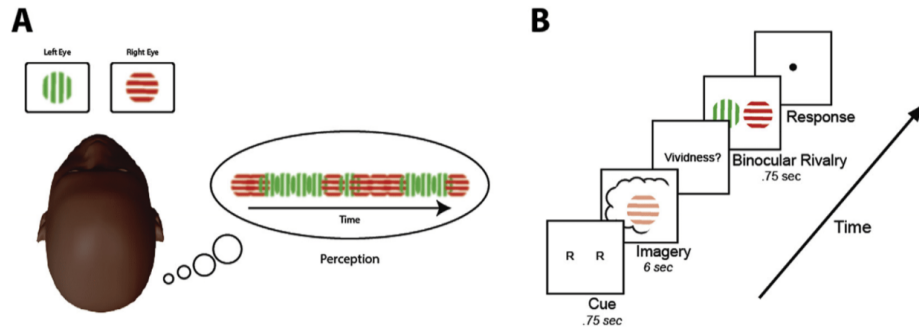 A
Left Eye
Right Eye
Time
Perception
B
R R
Cue
.75 sec
Imagery
6 sec
Vividness?
Binocular Rivalry
.75 sec
Response
Time